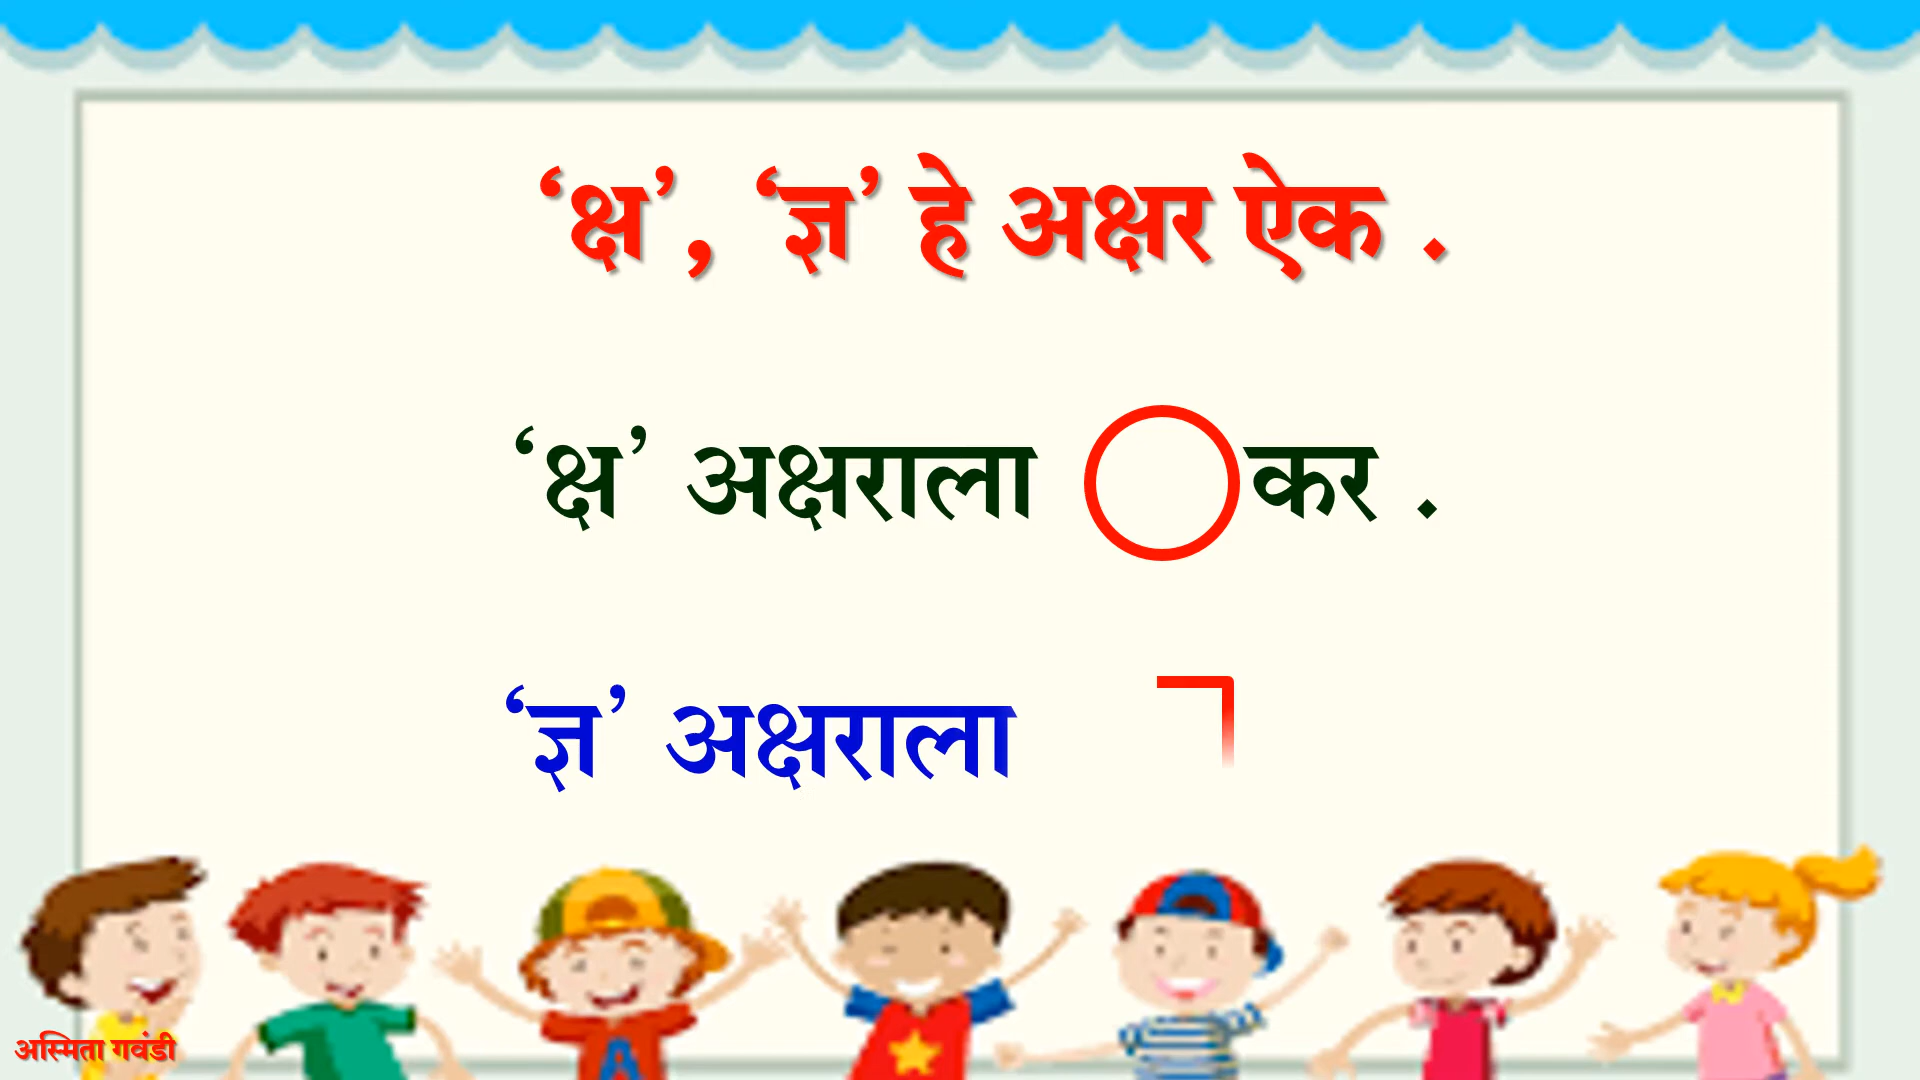 ‘क्ष’, ‘ज्ञ’ हे अक्षर ऐक .
‘क्ष’ अक्षराला कर .
‘ज्ञ’ अक्षराला
अस्मिता गवंडी